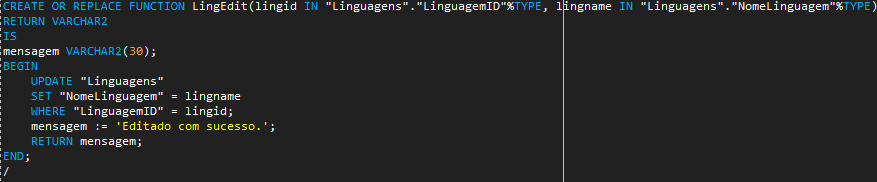 CREATE OR REPLACE FUNCTION LingEdit(lingid IN "Linguagens"."LinguagemID"%TYPE, lingname IN "Linguagens"."NomeLinguagem"%TYPE)
RETURN VARCHAR2
IS
mensagem VARCHAR2(30);
BEGIN
    UPDATE "Linguagens"
    SET "NomeLinguagem" = lingname
    WHERE "LinguagemID" = lingid;
    mensagem := 'Editado com sucesso.';
    RETURN mensagem;
END;
/